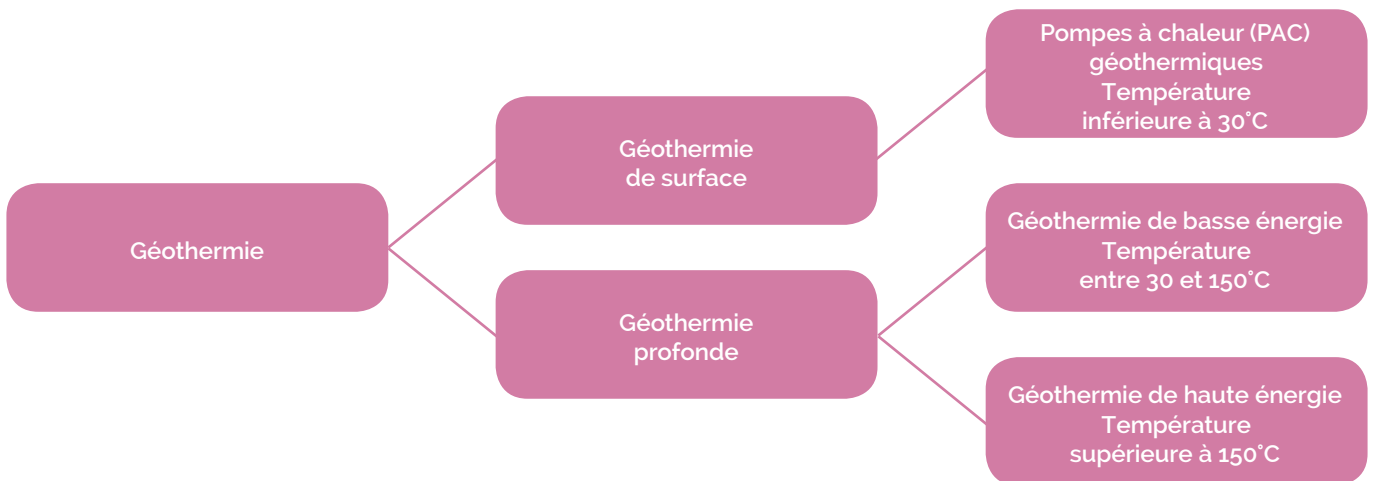 Géothermie
Géothermie
de surface
Géothermie
profonde
Pompes à chaleur (PAC)
géothermiques
Température
inférieure à 30°C
Géothermie de basse énergie
Température
entre 30 et 150°C
Géothermie de haute énergie
Température
supérieure à 150°C